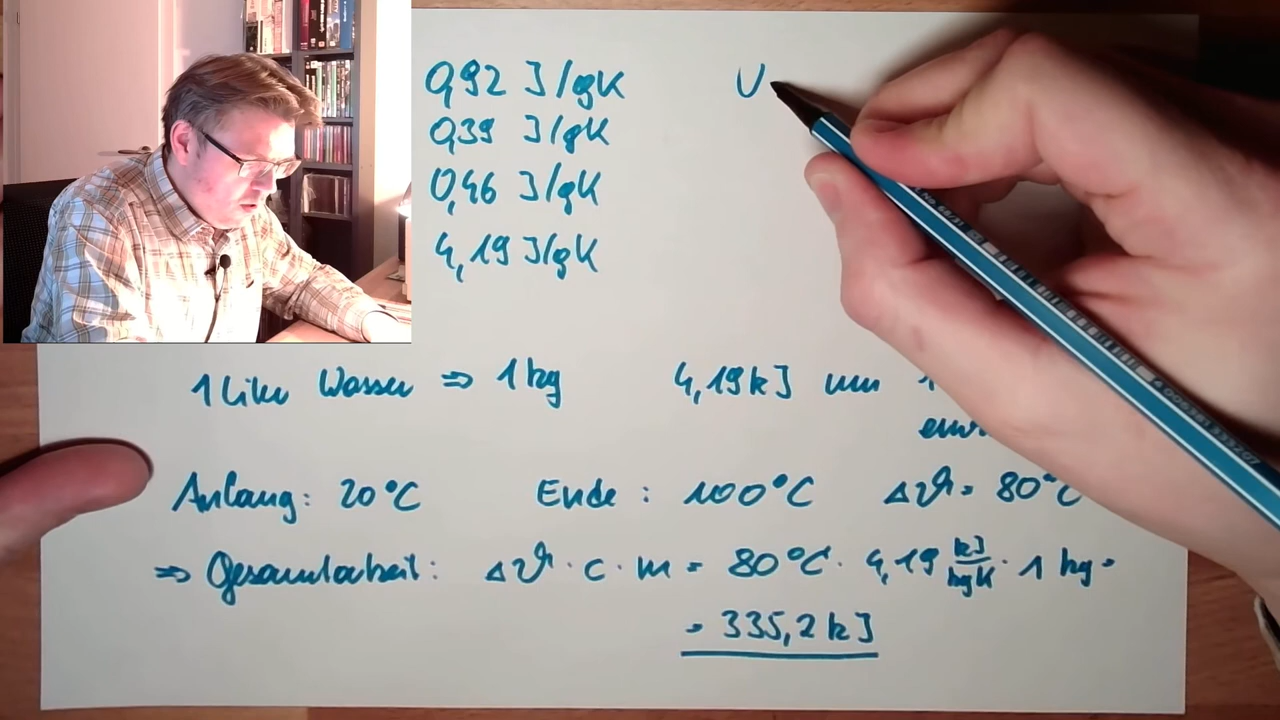 0,92 J/gK U
0,39 J/gK
0,46 J/gK
4,19 J/gK
1 Liter Wasser ⇒ 1 kg 4,19 kJ um 1
Anfang: 20°C Ende: 100°C Δϑ = 80°C
⇒ Gesamtarbeit: Δϑ · c · m = 80°C · 4,19 kJ/kgK · 1 kg =
= 335,2 kJ